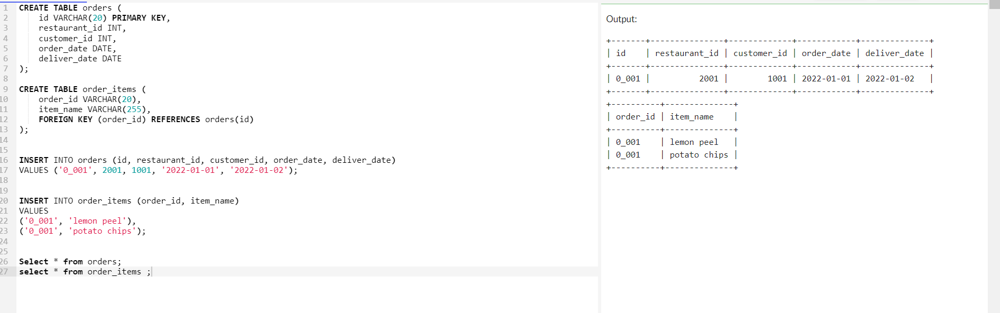 1 CREATE TABLE orders (
2 id VARCHAR(20) PRIMARY KEY,
3 restaurant_id INT,
4 customer_id INT,
5 order_date DATE,
6 deliver_date DATE
7 );
8
9 CREATE TABLE order_items (
10 order_id VARCHAR(20),
11 item_name VARCHAR(255),
12 FOREIGN KEY (order_id) REFERENCES orders(id)
13 );
14
15
16 INSERT INTO orders (id, restaurant_id, customer_id, order_date, deliver_date)
17 VALUES ('0_001', 2001, 1001, '2022-01-01', '2022-01-02');
18
19
20 INSERT INTO order_items (order_id, item_name)
21 VALUES
22 ('0_001', 'lemon peel'),
23 ('0_001', 'potato chips');
24
25
26 Select * from orders;
27 select * from order_items ;
Output:
+-------+---------------+-------------+------------+--------------+
| id    | restaurant_id | customer_id | order_date | deliver_date |
+-------+---------------+-------------+------------+--------------+
| 0_001 |          2001 |        1001 | 2022-01-01 | 2022-01-02   |
+-------+---------------+-------------+------------+--------------+
+----------+--------------+
| order_id | item_name    |
+----------+--------------+
| 0_001    | lemon peel   |
| 0_001    | potato chips |
+----------+--------------+